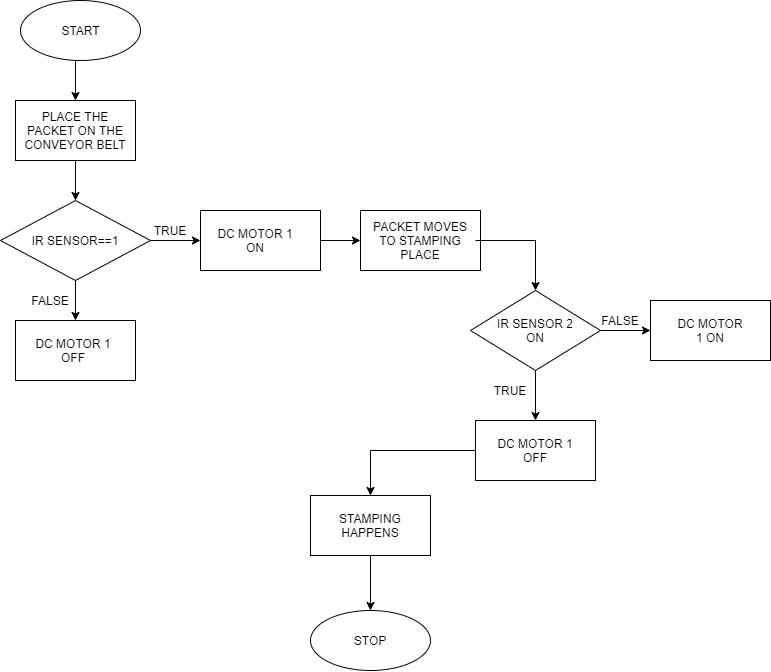 START
PLACE THE
PACKET ON THE
CONVEYOR BELT
IR SENSOR==1
TRUE
DC MOTOR 1
ON
PACKET MOVES
TO STAMPING
PLACE
FALSE
DC MOTOR 1
OFF
IR SENSOR 2
ON
FALSE
DC MOTOR
1 ON
TRUE
DC MOTOR 1
OFF
STAMPING
HAPPENS
STOP